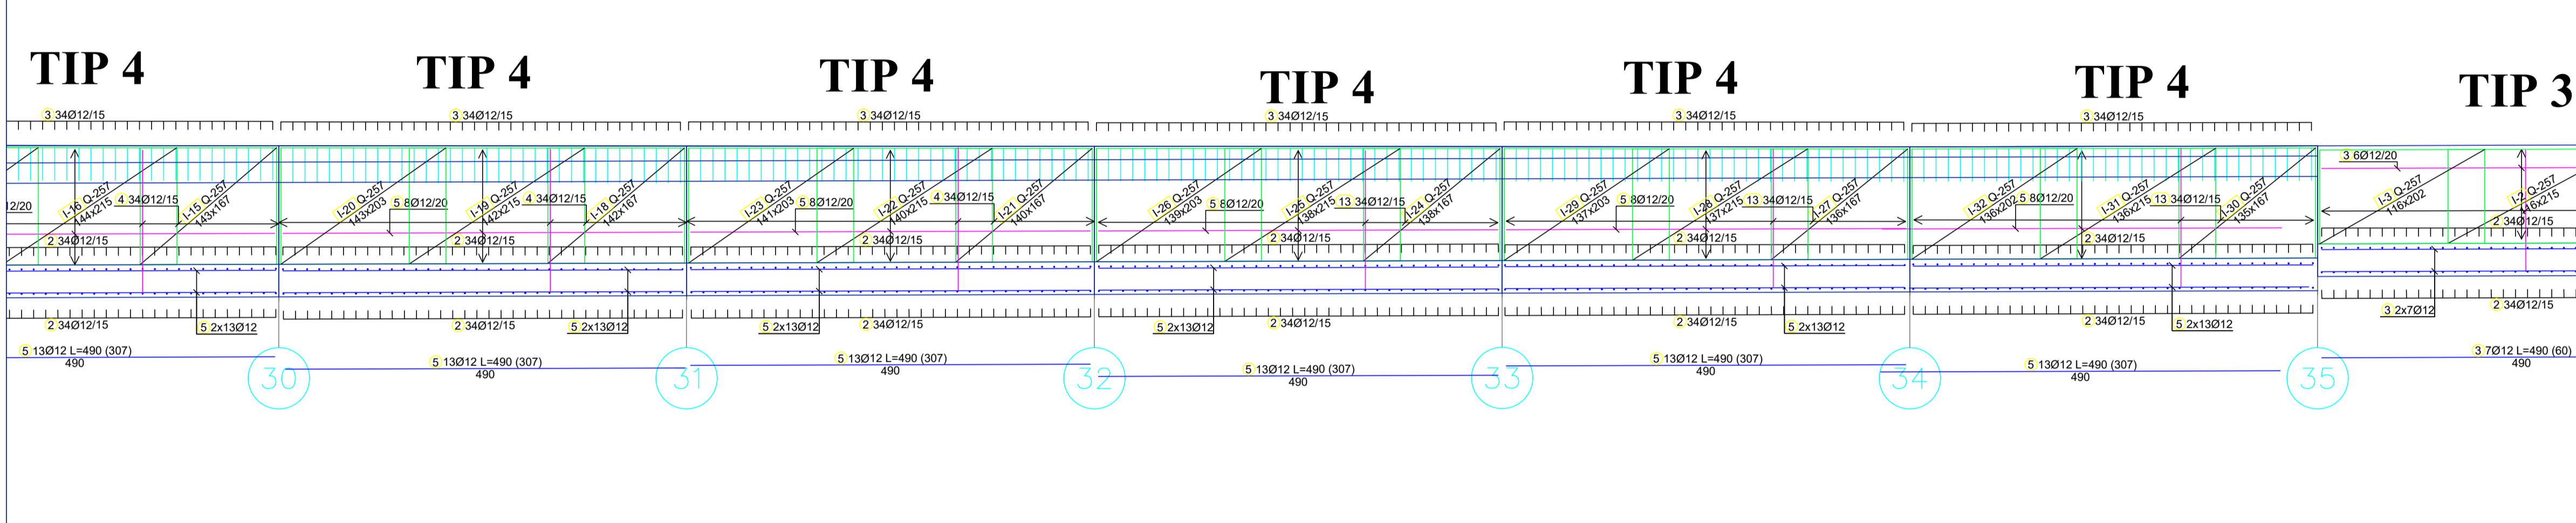 TIP 4
TIP 4
TIP 4
TIP 4
TIP 4
TIP 4
TIP 3
3 34Ø12/15
3 34Ø12/15
3 34Ø12/15
3 34Ø12/15
3 34Ø12/15
3 34Ø12/15
12/20
I-16 Q-257
144x215
4 34Ø12/15
I-15 Q-257
143x167
I-20 Q-257
143x203
5 8Ø12/20
I-19 Q-257
142x215
4 34Ø12/15
I-18 Q-257
142x167
I-23 Q-257
141x203
5 8Ø12/20
I-22 Q-257
140x215
4 34Ø12/15
I-21 Q-257
140x167
I-26 Q-257
139x203
5 8Ø12/20
I-25 Q-257
138x215
13 34Ø12/15
I-24 Q-257
138x167
I-29 Q-257
137x203
5 8Ø12/20
I-28 Q-257
137x215
13 34Ø12/15
I-27 Q-257
136x167
I-32 Q-257
136x202
5 8Ø12/20
I-31 Q-257
136x215
13 34Ø12/15
I-30 Q-257
135x167
3 6Ø12/20
I-3 Q-257
116x202
I-2 Q-257
116x215
2 34Ø12/15
2 34Ø12/15
2 34Ø12/15
2 34Ø12/15
2 34Ø12/15
2 34Ø12/15
2 34Ø12/15
2 34Ø12/15
5 2x13Ø12
2 34Ø12/15
5 2x13Ø12
5 2x13Ø12
2 34Ø12/15
5 2x13Ø12
2 34Ø12/15
2 34Ø12/15
5 2x13Ø12
2 34Ø12/15
5 2x13Ø12
3 2x7Ø12
2 34Ø12/15
5 13Ø12 L=490 (307)
490
5 13Ø12 L=490 (307)
490
5 13Ø12 L=490 (307)
490
5 13Ø12 L=490 (307)
490
5 13Ø12 L=490 (307)
490
5 13Ø12 L=490 (307)
490
3 7Ø12 L=490 (60)
490
30
31
32
33
34
35